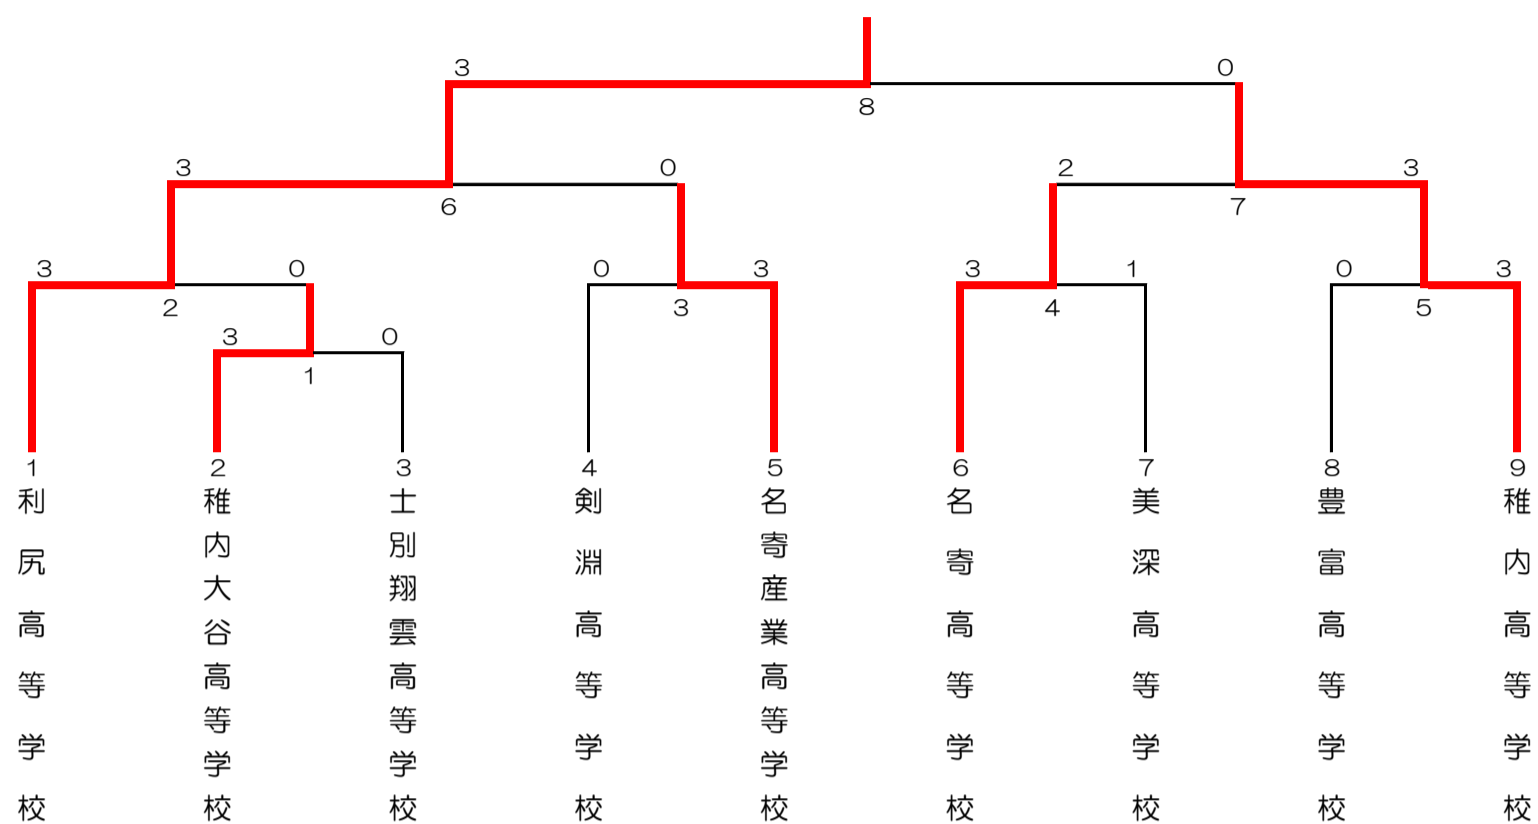 3 0
8
3 0 2 3
6 7
3 0 0 3 3 1 0 3
2 3 4 5
3 0
1
1 2 3 4 5 6 7 8 9
利尻高等学校
稚内大谷高等学校
士別翔雲高等学校
剣淵高等学校
名寄産業高等学校
名寄高等学校
美深高等学校
豊富高等学校
稚内高等学校